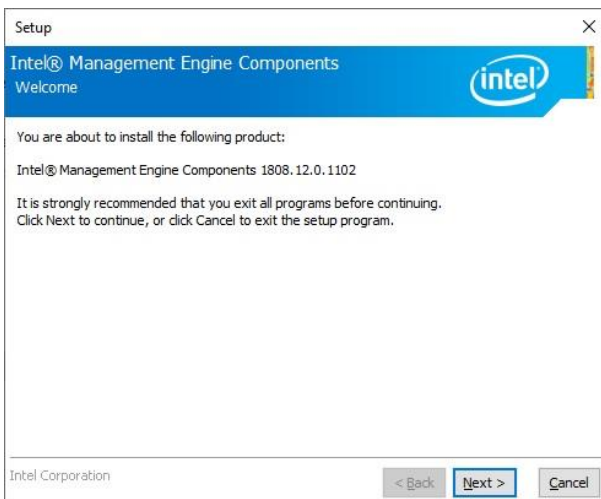 Setup
Intel® Management Engine Components
Welcome
intel
You are about to install the following product:
Intel® Management Engine Components 1808.12.0.1102
It is strongly recommended that you exit all programs before continuing.
Click Next to continue, or click Cancel to exit the setup program.
Intel Corporation
< Back
Next >
Cancel